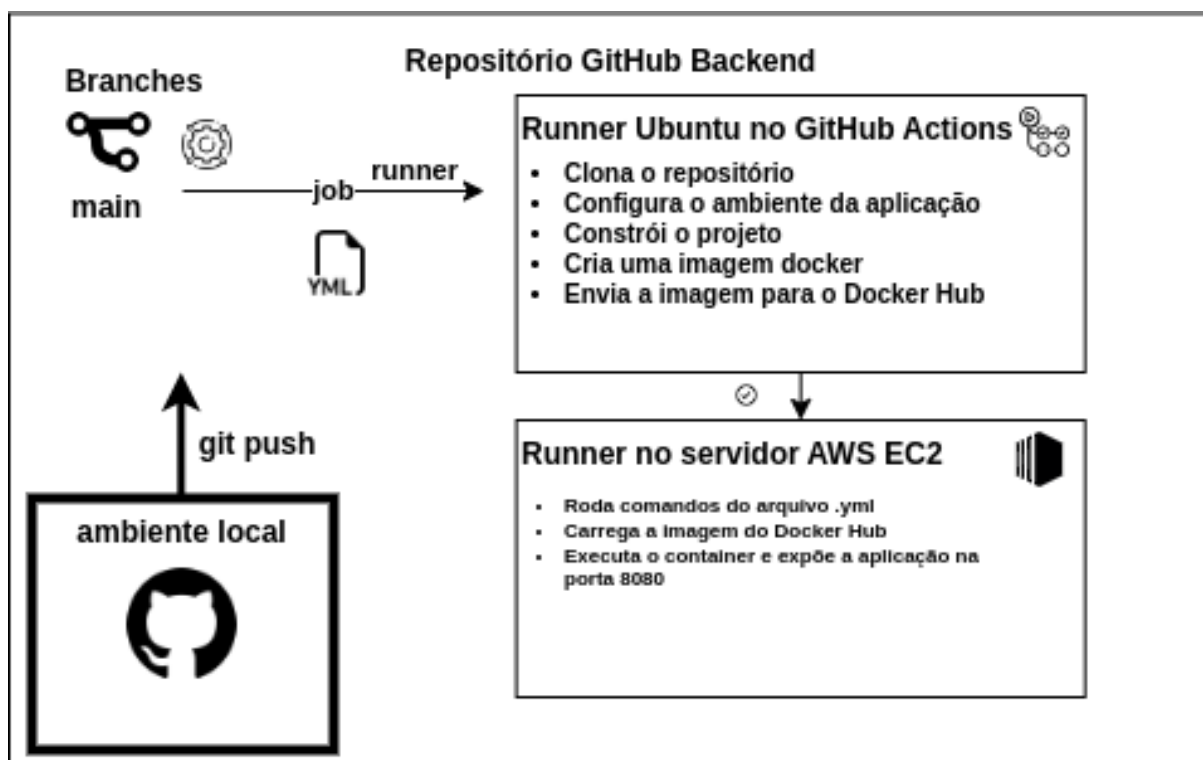 Repositório GitHub Backend
Branches
main
job
runner
YML
git push
ambiente local
Runner Ubuntu no GitHub Actions
• Clona o repositório
• Configura o ambiente da aplicação
• Constrói o projeto
• Cria uma imagem docker
• Envia a imagem para o Docker Hub
Runner no servidor AWS EC2
• Roda comandos do arquivo .yml
• Carrega a imagem do Docker Hub
• Executa o container e expõe a aplicação na
porta 8080